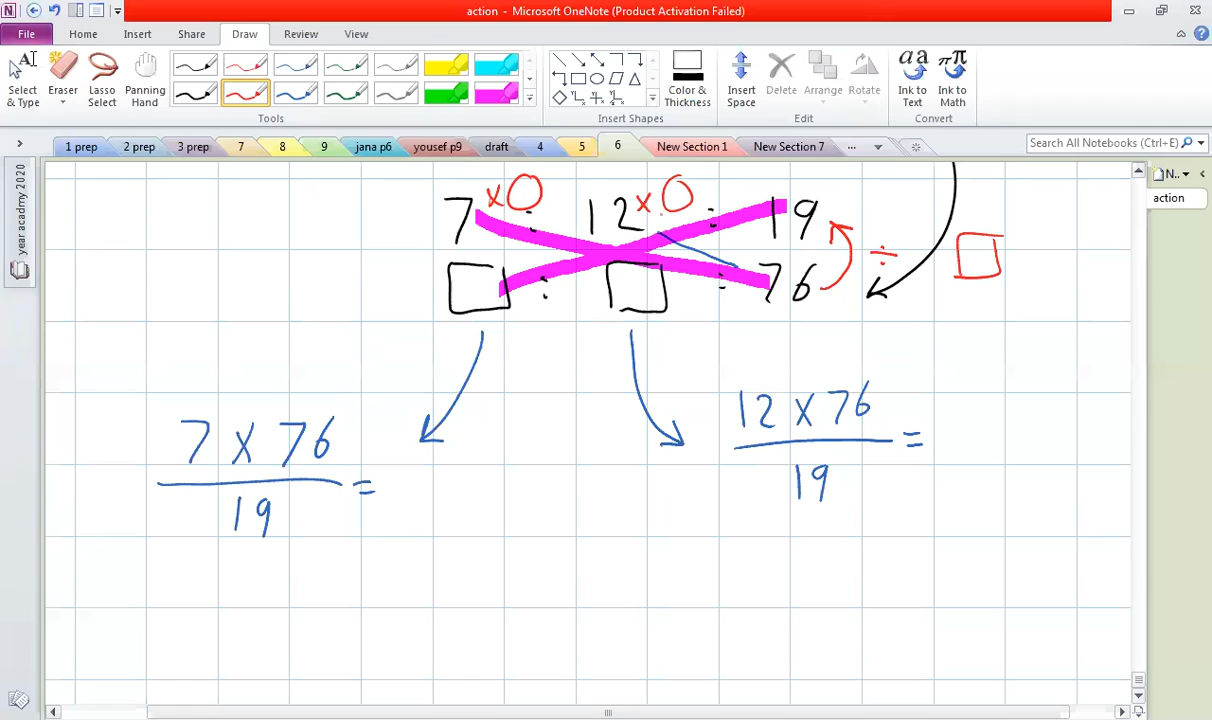 action - Microsoft OneNote (Product Activation Failed)
File Home Insert Share Draw Review View
Select & Type Eraser Lasso Select Panning Hand Color & Thickness Insert Space Delete Arrange Rotate Ink to Text Ink to Math
Tools Insert Shapes Edit Convert
1 prep 2 prep 3 prep 7 8 9 jana p6 yousef p9 draft 4 5 6 New Section 1 New Section 7 ... Search All Notebooks (Ctrl+E)
N..
action
year academy 2020
7 x0 : 12 x0 : 19
: : 76 ÷
7 X 76
19
=
12 X 76
19
=